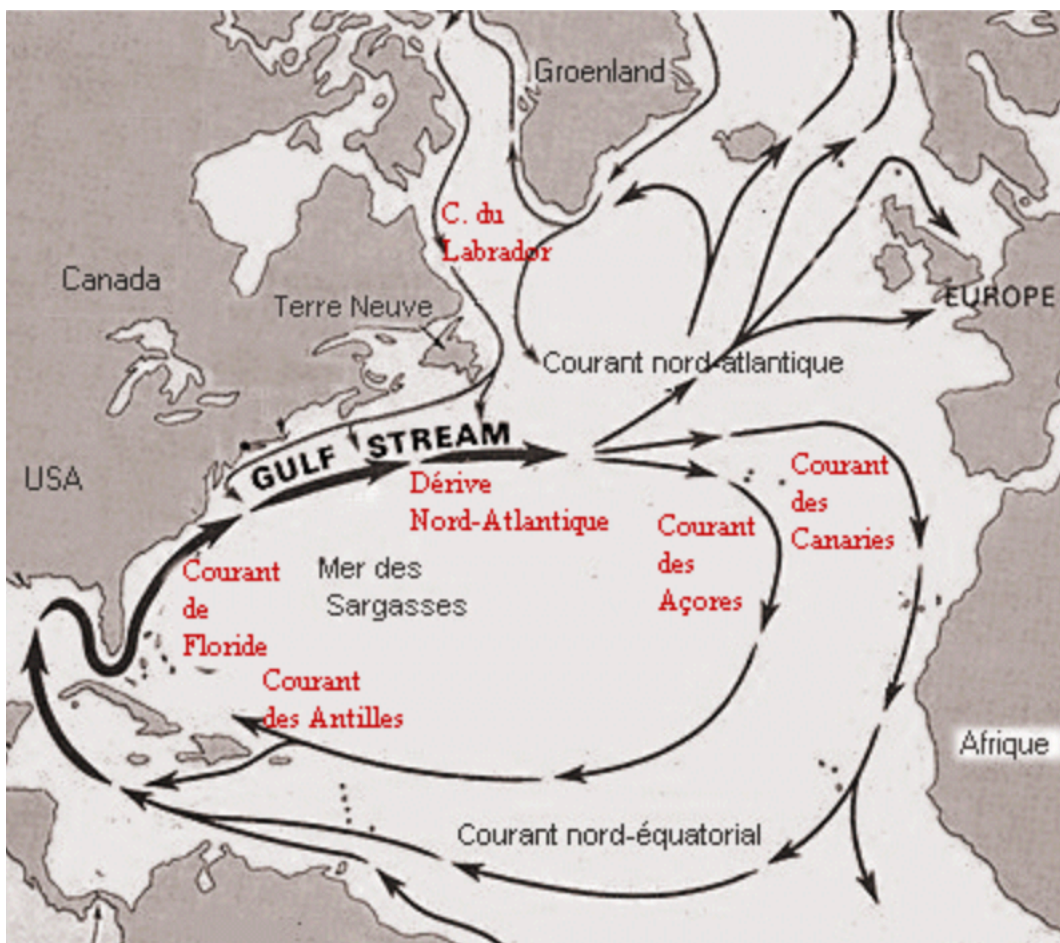 Groenland
C. du
Labrador
Canada
Terre Neuve
EUROPE
Courant nord-atlantique
GULF STREAM
USA
Dérive
Nord-Atlantique
Courant
des
Canaries
Courant
des
Açores
Courant
de
Floride
Mer des
Sargasses
Courant
des Antilles
Afrique
Courant nord-équatorial